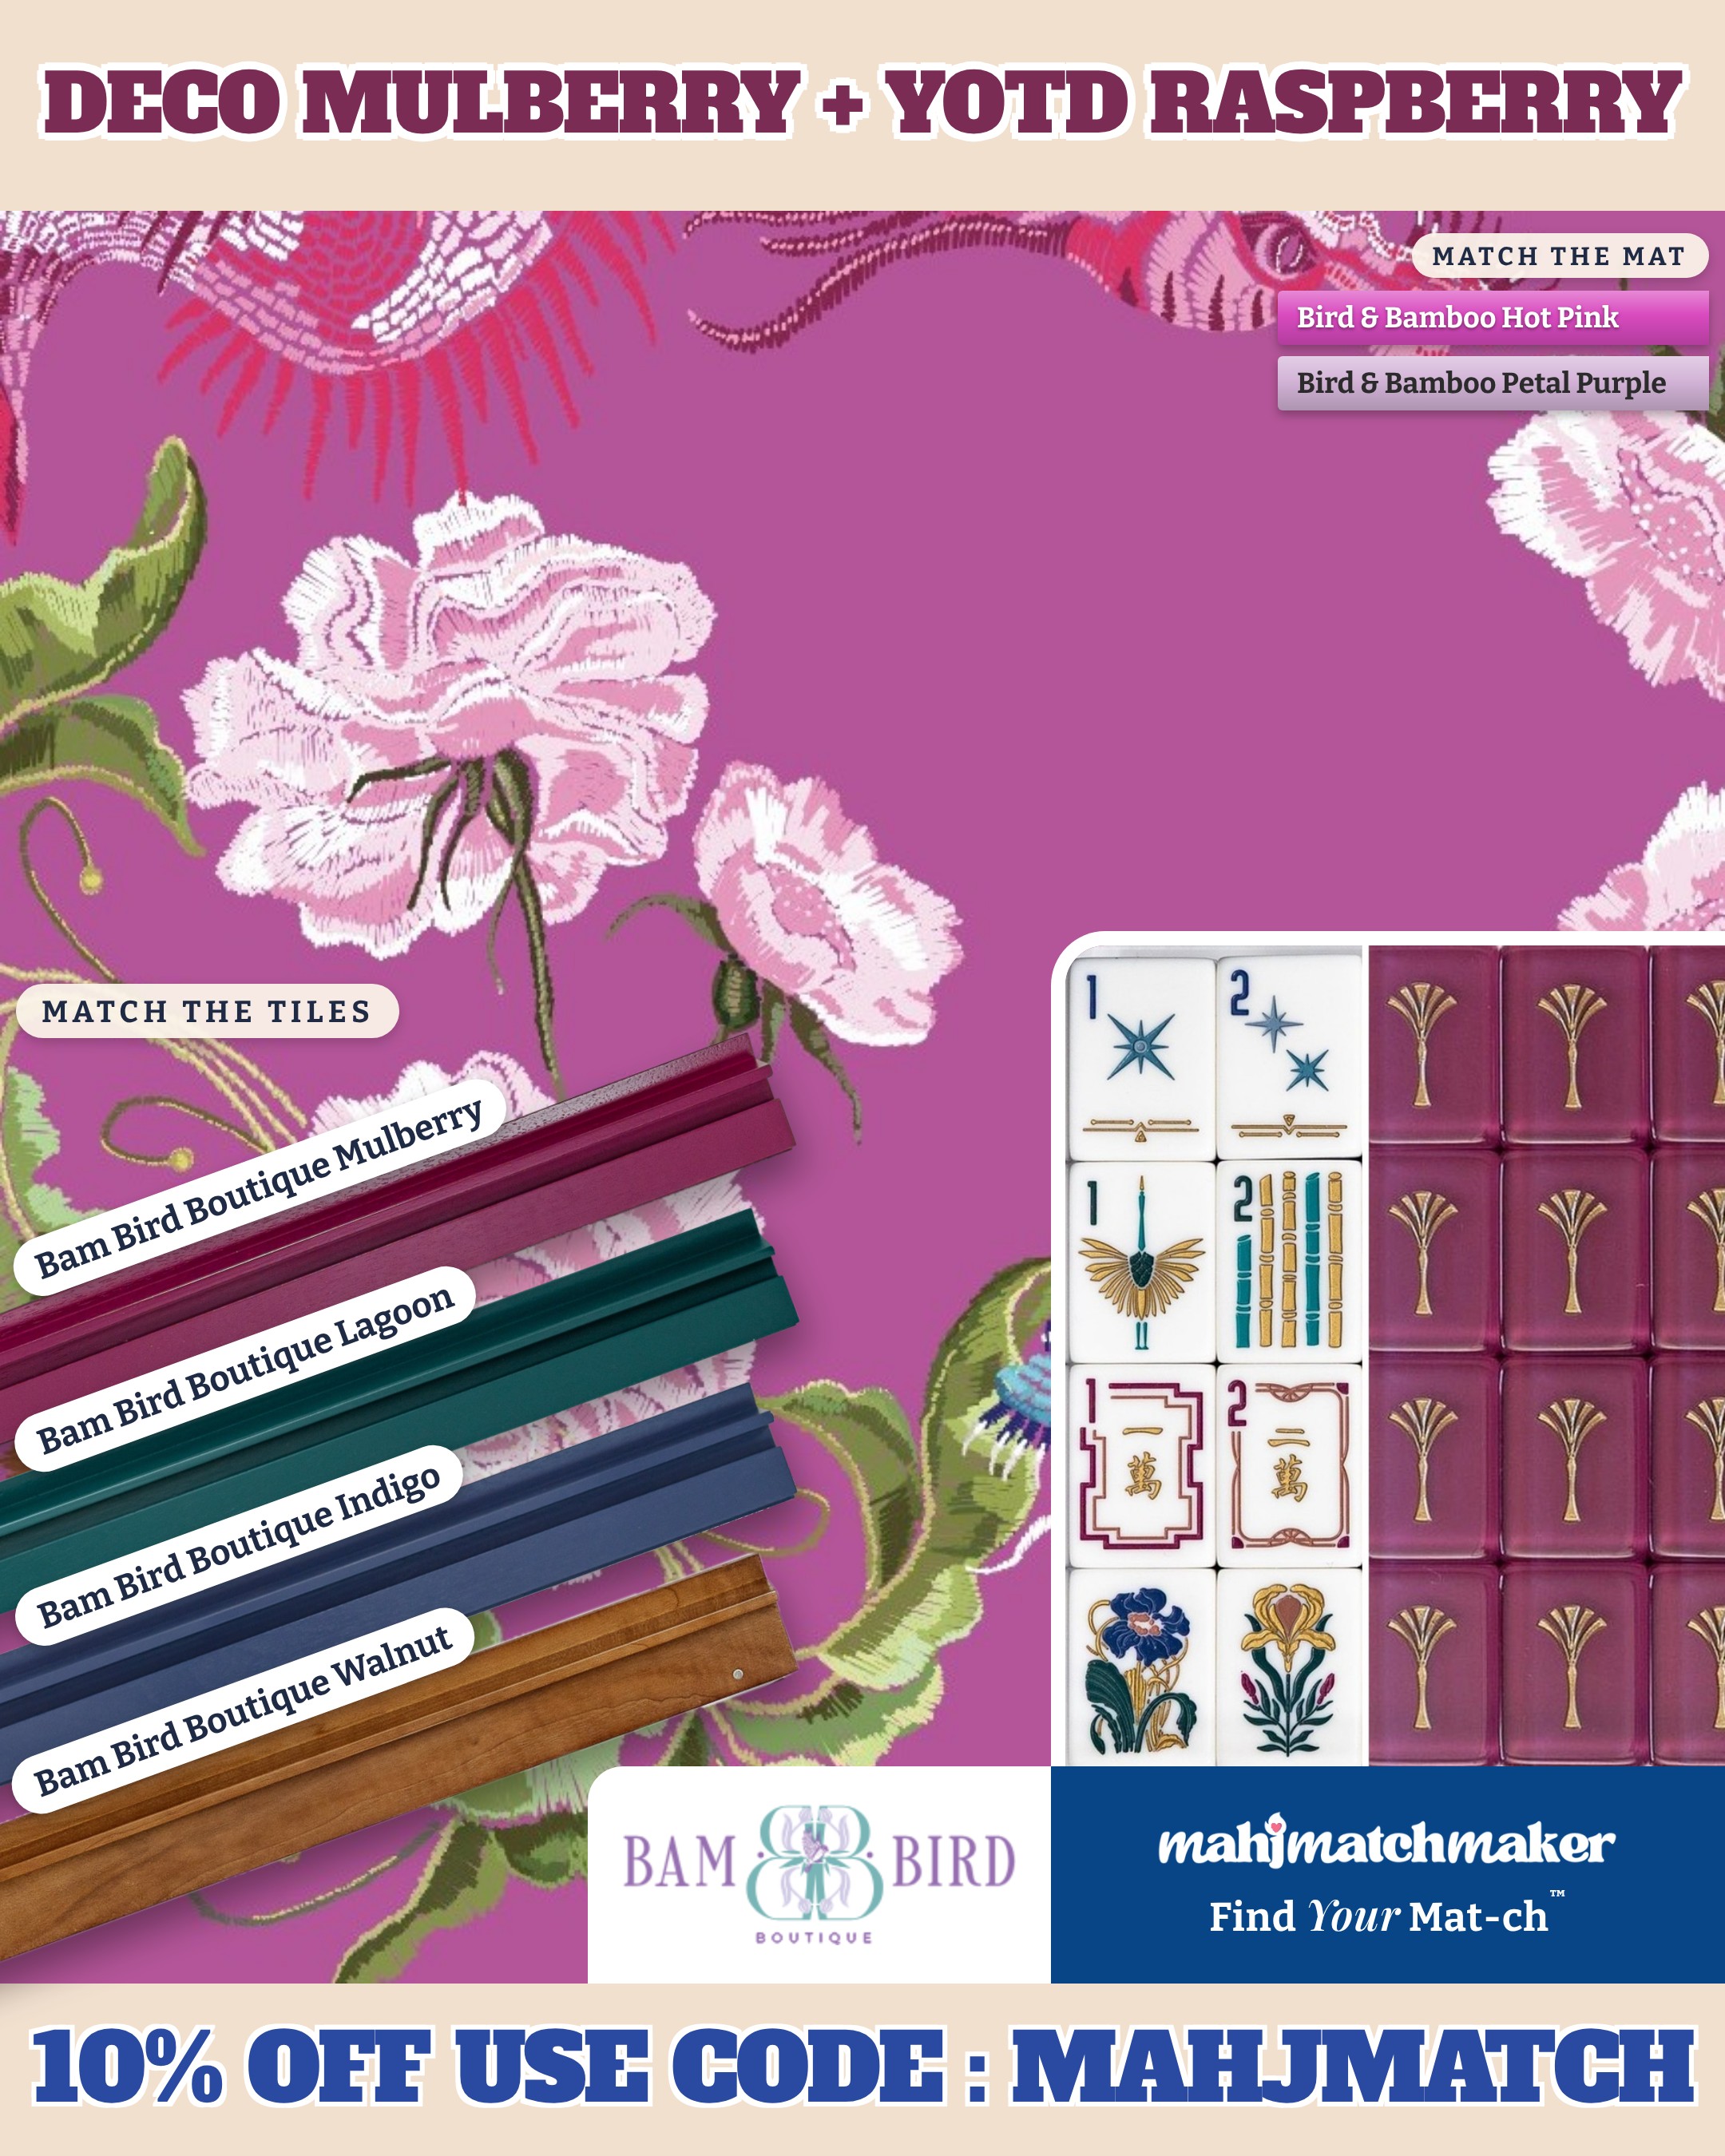 DECO MULBERRY + YOTD RASPBERRY
MATCH THE MAT
Bird & Bamboo Hot Pink
Bird & Bamboo Petal Purple
MATCH THE TILES
Bam Bird Boutique Mulberry
Bam Bird Boutique Lagoon
Bam Bird Boutique Indigo
Bam Bird Boutique Walnut
1 2
1 2
1 2
一萬 二萬
BAM BIRD
BOUTIQUE
mahjmatchmaker
Find Your Mat-ch™
10% OFF USE CODE : MAHJMATCH